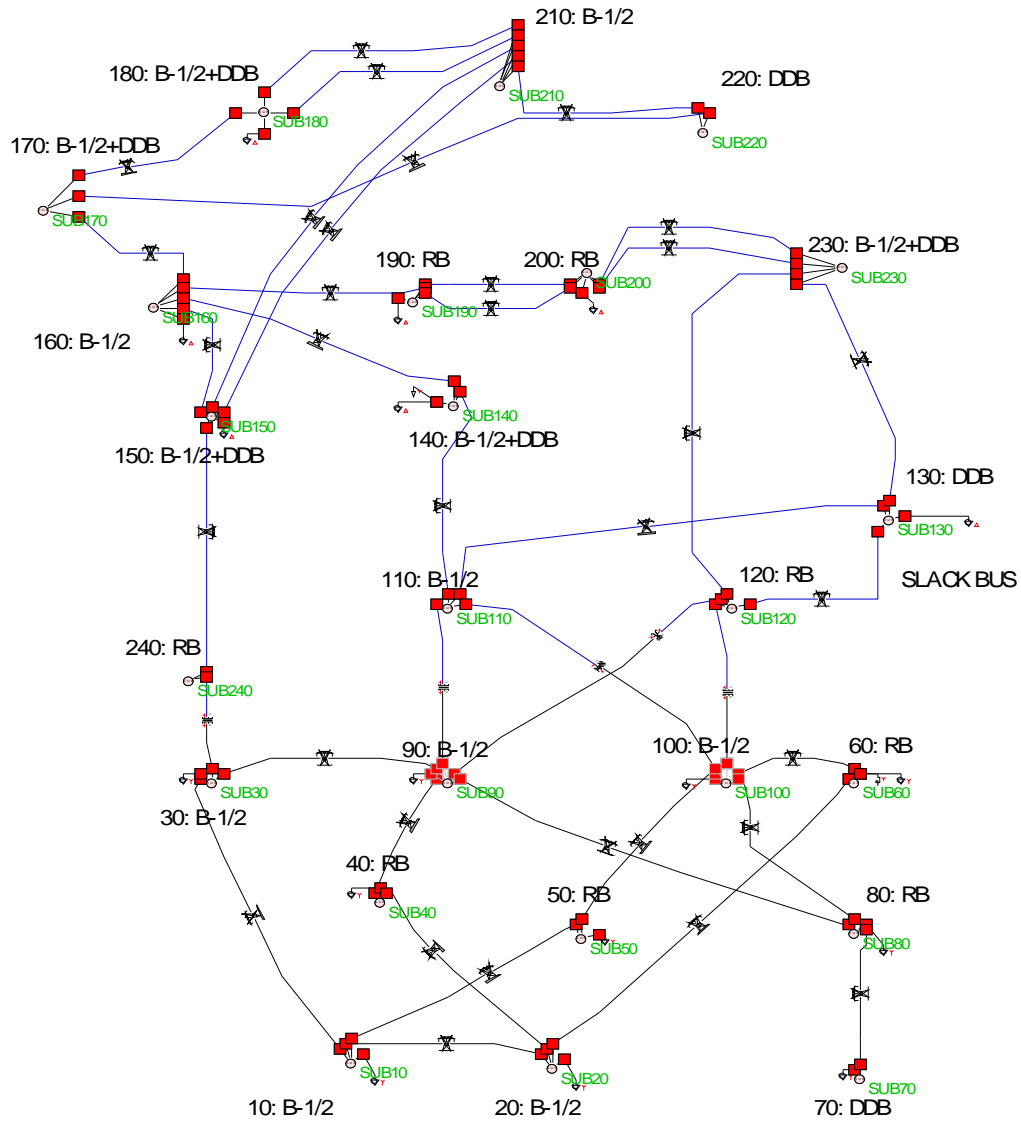 210: B-1/2
180: B-1/2+DDB
220: DDB
SUB210
SUB180
SUB220
170: B-1/2+DDB
SUB170
190: RB
200: RB
230: B-1/2+DDB
SUB230
SUB200
SUB190
SUB160
160: B-1/2
SUB140
SUB150
140: B-1/2+DDB
150: B-1/2+DDB
130: DDB
SUB130
110: B-1/2
120: RB
SLACK BUS
SUB110
SUB120
240: RB
SUB240
90: B-1/2
100: B-1/2
60: RB
SUB30
SUB90
SUB100
SUB60
30: B-1/2
40: RB
50: RB
80: RB
SUB40
SUB50
SUB80
SUB10
SUB20
SUB70
10: B-1/2
20: B-1/2
70: DDB